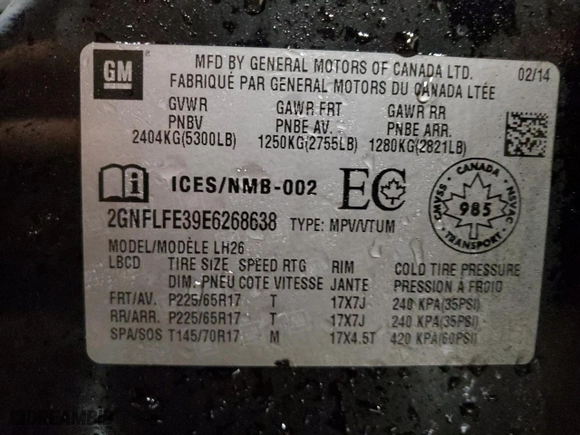 GM
MFD BY GENERAL MOTORS OF CANADA LTD. 02/14
FABRIQUÉ PAR GENERAL MOTORS DU CANADA LTÉE
GVWR GAWR FRT GAWR RR
PNBV PNBE AV. PNBE ARR.
2404KG(5300LB) 1250KG(2755LB) 1280KG(2821LB)
ICES/NMB-002 EC
CANADA
CMVSS NSVAC
985
TRANSPORT
2GNFLFE39E6268638 TYPE: MPV/VTUM
MODEL/MODÈLE LH26
LBCD TIRE SIZE SPEED RTG RIM COLD TIRE PRESSURE
DIM. PNEU COTE VITESSE JANTE PRESSION A FROID
FRT/AV. P225/65R17 T 17X7J 240 KPA(35PSI)
RR/ARR. P225/65R17 T 17X7J 240 KPA(35PSI)
SPA/SOS T145/70R17 M 17X4.5T 420 KPA(60PSI)